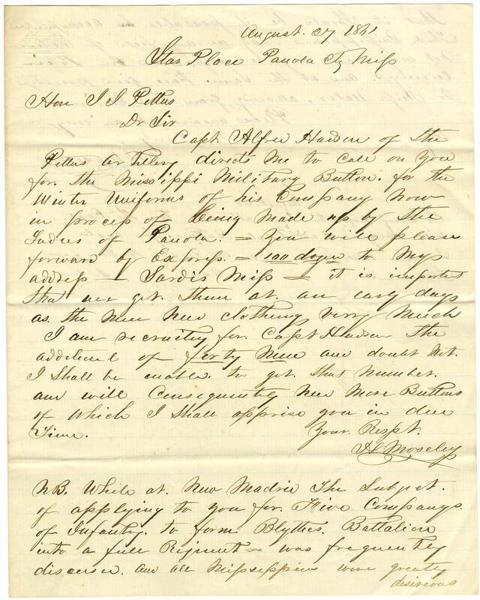 August. 27 1861
Star Place Panola Cty Miss
Hon J J Pettus
Dr Sir
Capt Alfred Hudson of the
Pettus Artillery directs me to call on you
for the Mississippi Military Button. for the
Winter Uniforms of his Company now
in process of being made up by the
Ladies of Panola. = You will please
forward by Express. = 100 dozen to my
address = Sardis Miss = it is important
that we get them at an early day
as the men need clothing very much
I am recruiting for Capt Hudson the
additional of forty men and doubt not.
I shall be enable to get that number.
and will Consequently need more Buttons
of which I shall apprise you in due
time. Your Respt.
Moseley
NB. While at New Madrid The Subject.
of applying to you for Five Companys
of Infantry to form Blythes Battalion
into a full Regiment - was frequently
discussed. and all Mississippians were greatly
desireous